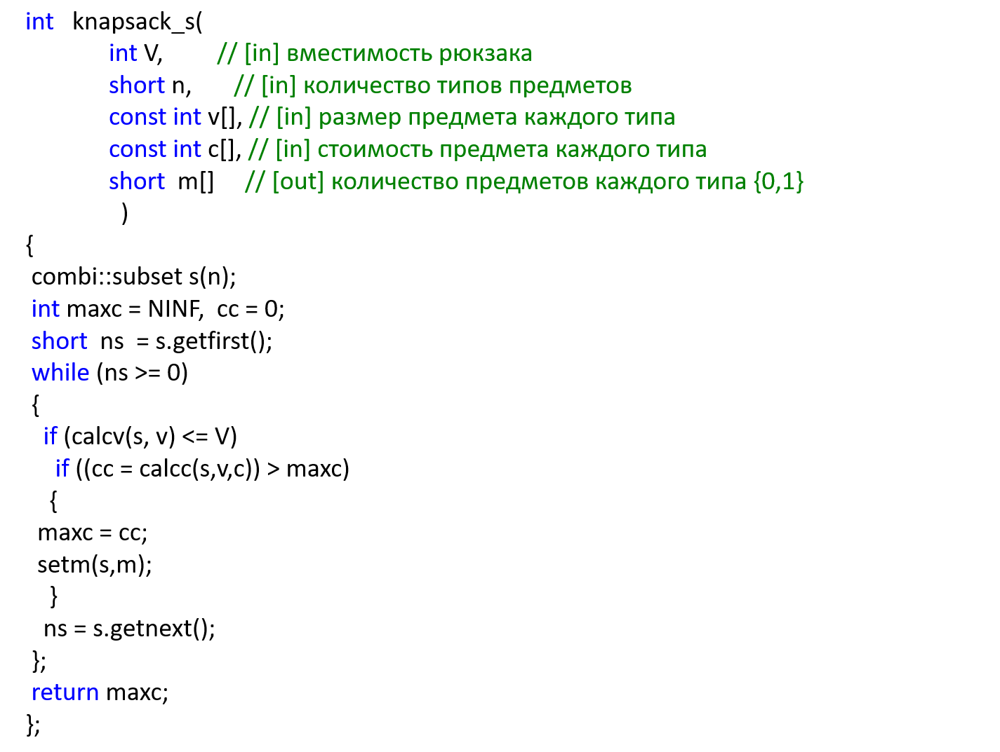 int knapsack_s(
int V, // [in] вместимость рюкзака
short n, // [in] количество типов предметов
const int v[], // [in] размер предмета каждого типа
const int c[], // [in] стоимость предмета каждого типа
short m[] // [out] количество предметов каждого типа {0,1}
)
{
combi::subset s(n);
int maxc = NINF, cc = 0;
short ns = s.getfirst();
while (ns >= 0)
{
if (calcv(s, v) <= V)
if ((cc = calcc(s,v,c)) > maxc)
{
maxc = cc;
setm(s,m);
}
ns = s.getnext();
};
return maxc;
};